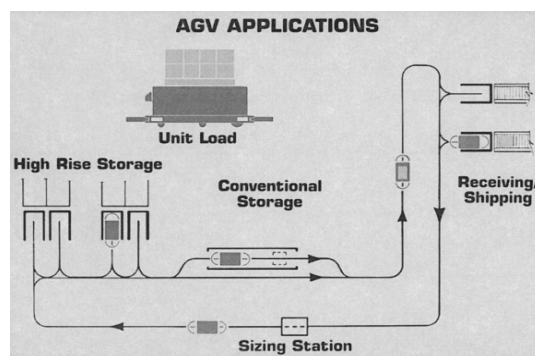 AGV APPLICATIONS
Unit Load
High Rise Storage
Conventional
Storage
Receiving/
Shipping
Sizing Station